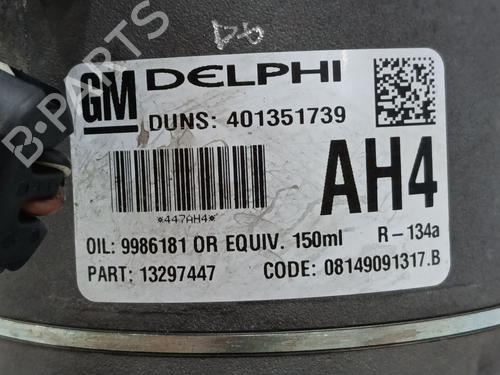 B-PARTS
GM DELPHI
DUNS: 401351739
AH4
*447AH4*
OIL: 9986181 OR EQUIV. 150ml R-134a
PART: 13297447 CODE: 08149091317.B